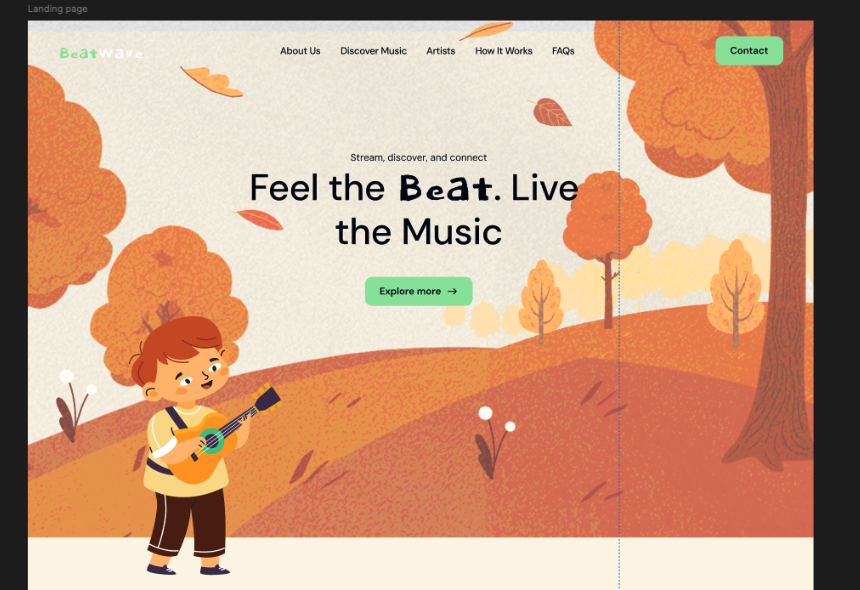 Landing page
Beatwave
About Us
Discover Music
Artists
How It Works
FAQs
Contact
Stream, discover, and connect
Feel the Beat. Live
the Music
Explore more →